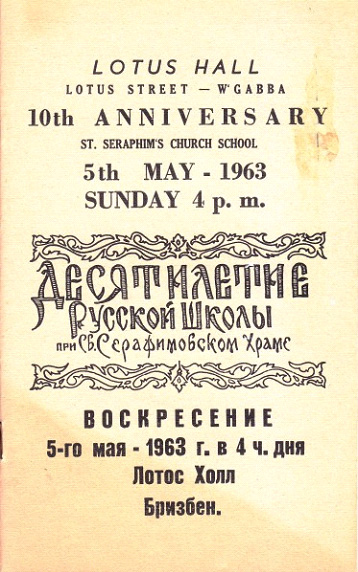 LOTUS HALL
LOTUS STREET — W'GABBA
10th ANNIVERSARY
ST. SERAPHIM'S CHURCH SCHOOL
5th MAY - 1963
SUNDAY 4 p. m.
ДЕСЯТИЛЕТИЕ
РУССКОЙ ШКОЛЫ
ПРИ СВ. СЕРАФИМОВСКОМ ХРАМЕ
ВОСКРЕСЕНИЕ
5-го мая - 1963 г. в 4 ч. дня
Лотос Холл
Бризбен.